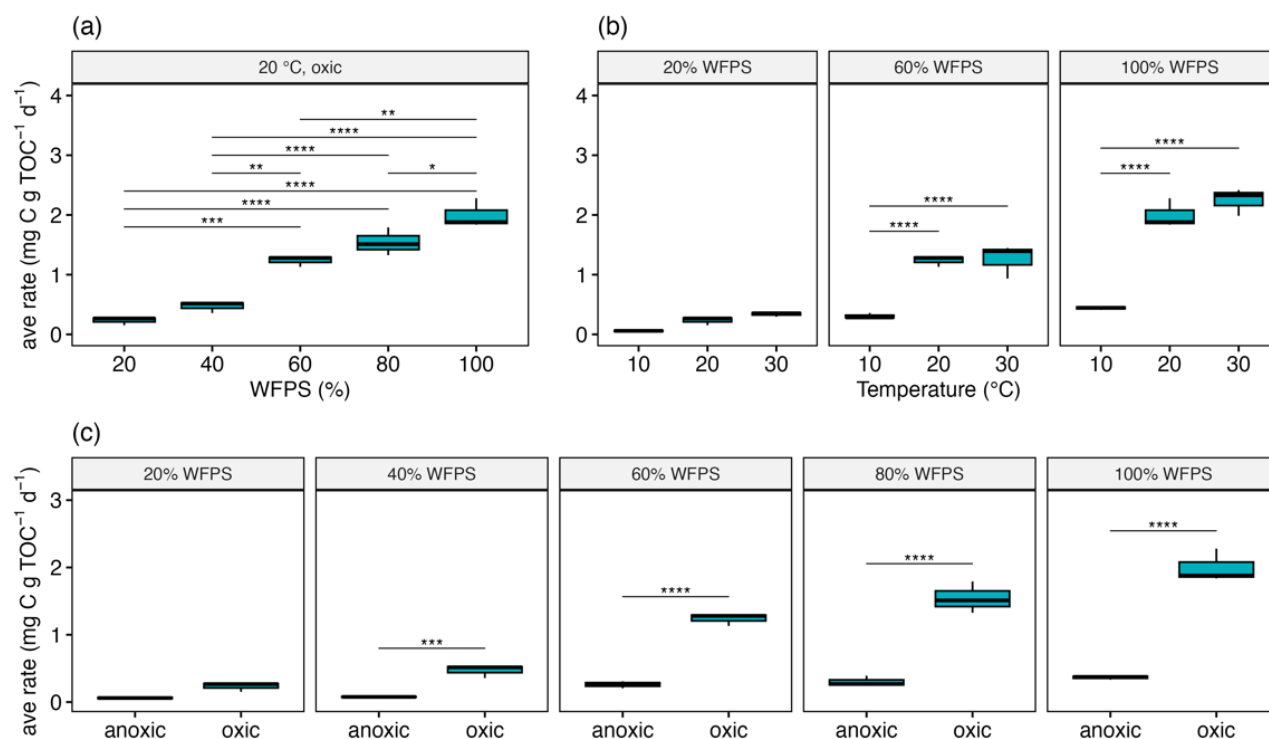 (a)
20 °C, oxic
ave rate (mg C g TOC⁻¹ d⁻¹)
4
3
2
1
0
**
****
****
**
*
****
****
***
20 40 60 80 100
WFPS (%)
(b)
20% WFPS 60% WFPS 100% WFPS
4
3
2
1
0
****
****
****
****
10 20 30 10 20 30 10 20 30
Temperature (°C)
(c)
20% WFPS 40% WFPS 60% WFPS 80% WFPS 100% WFPS
ave rate (mg C g TOC⁻¹ d⁻¹)
3
2
1
0
***
****
****
****
anoxic oxic anoxic oxic anoxic oxic anoxic oxic anoxic oxic